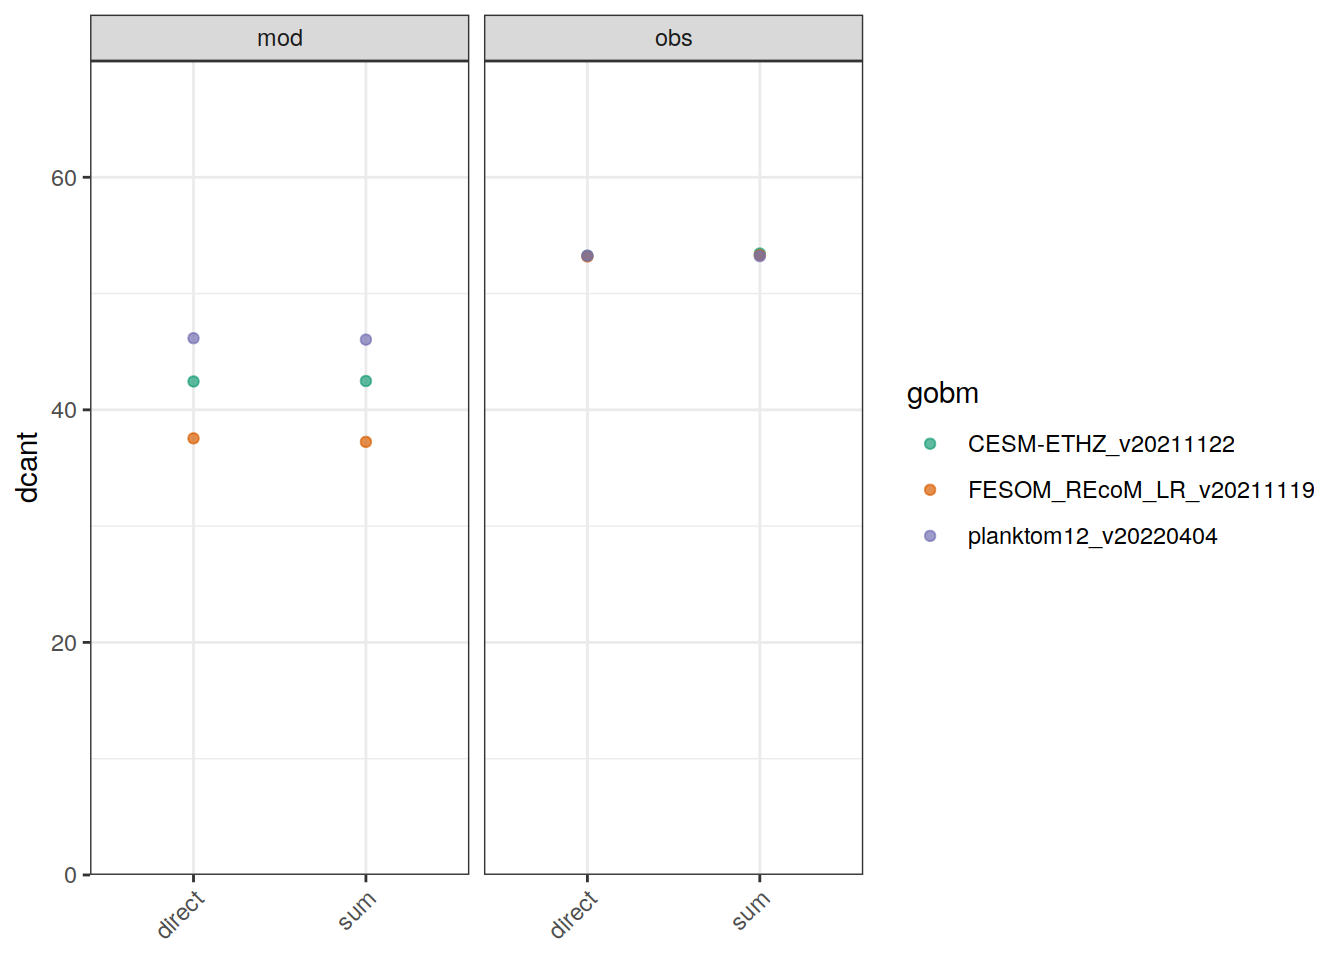 mod
obs
60
40
20
0
dcant
direct
sum
direct
sum
gobm
CESM-ETHZ_v20211122
FESOM_REcoM_LR_v20211119
planktom12_v20220404